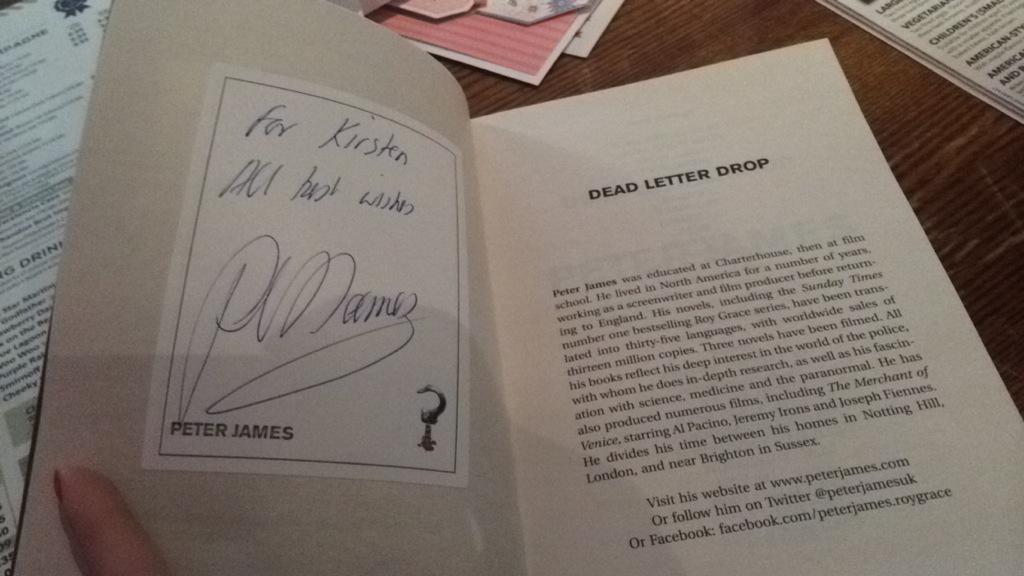 For Kirsten
All best wishes
PETER JAMES
DEAD LETTER DROP
Peter James was educated at Charterhouse, then at film
school. He lived in North America for a number of years,
working as a screenwriter and film producer before return-
ing to England. His novels, including the Sunday Times
number one bestselling Roy Grace series, have been trans-
lated into thirty-five languages, with worldwide sales of
thirteen million copies. Three novels have been filmed. All
his books reflect his deep interest in the world of the police,
with whom he does in-depth research, as well as his fascin-
ation with science, medicine and the paranormal. He has
also produced numerous films, including The Merchant of
Venice, starring Al Pacino, Jeremy Irons and Joseph Fiennes.
He divides his time between his homes in Notting Hill,
London, and near Brighton in Sussex.
Visit his website at www.peterjames.com
Or follow him on Twitter @peterjamesuk
Or Facebook: facebook.com/peterjames.roygrace
VEGETARIAN
CHILDREN'S
AMERICAN